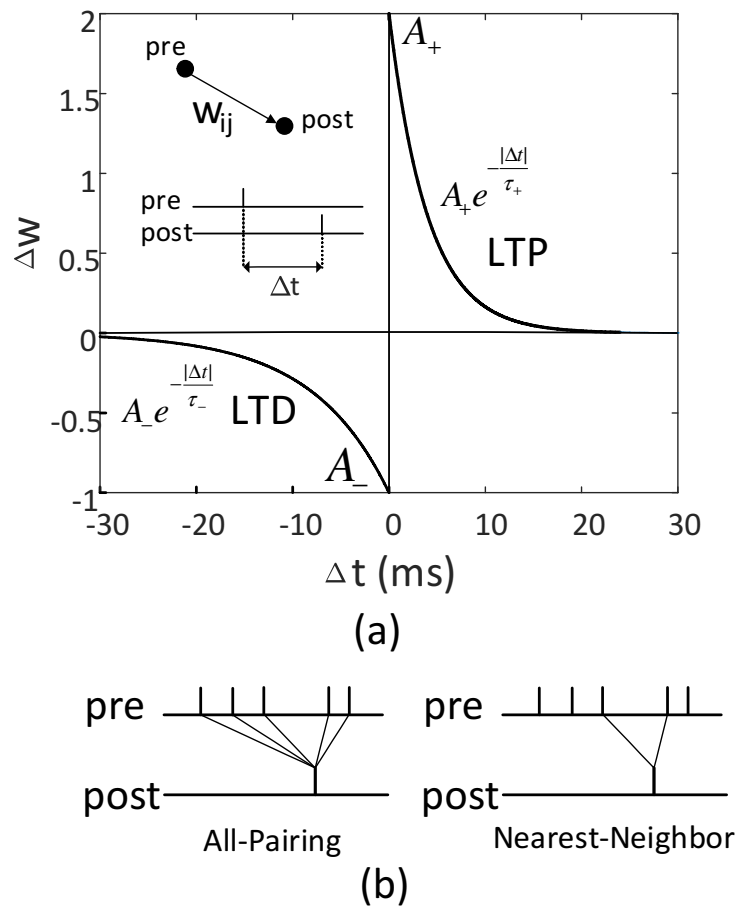 2
A₊
pre
1.5
W_ij
post
1
A₊e^(-|Δt|/τ₊)
pre
post
Δw
0.5
LTP
Δt
0
A₋e^(-|Δt|/τ₋)
LTD
-0.5
A₋
-1
-30 -20 -10 0 10 20 30
Δt (ms)
(a)
pre pre
post post
All-Pairing Nearest-Neighbor
(b)